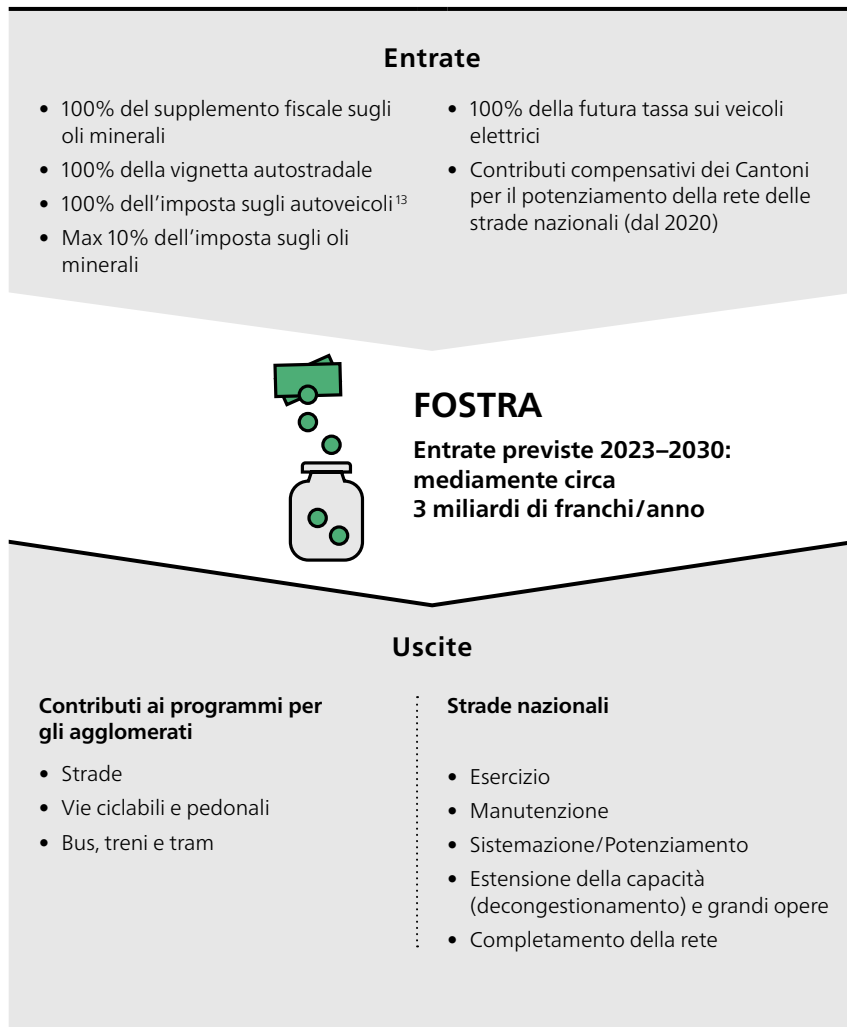 Entrate
• 100% del supplemento fiscale sugli
oli minerali
• 100% della vignetta autostradale
• 100% dell'imposta sugli autoveicoli 13
• Max 10% dell'imposta sugli oli
minerali
• 100% della futura tassa sui veicoli
elettrici
• Contributi compensativi dei Cantoni
per il potenziamento della rete delle
strade nazionali (dal 2020)
FOSTRA
Entrate previste 2023–2030:
mediamente circa
3 miliardi di franchi/anno
Uscite
Contributi ai programmi per
gli agglomerati
• Strade
• Vie ciclabili e pedonali
• Bus, treni e tram
Strade nazionali
• Esercizio
• Manutenzione
• Sistemazione/Potenziamento
• Estensione della capacità
(decongestionamento) e grandi opere
• Completamento della rete